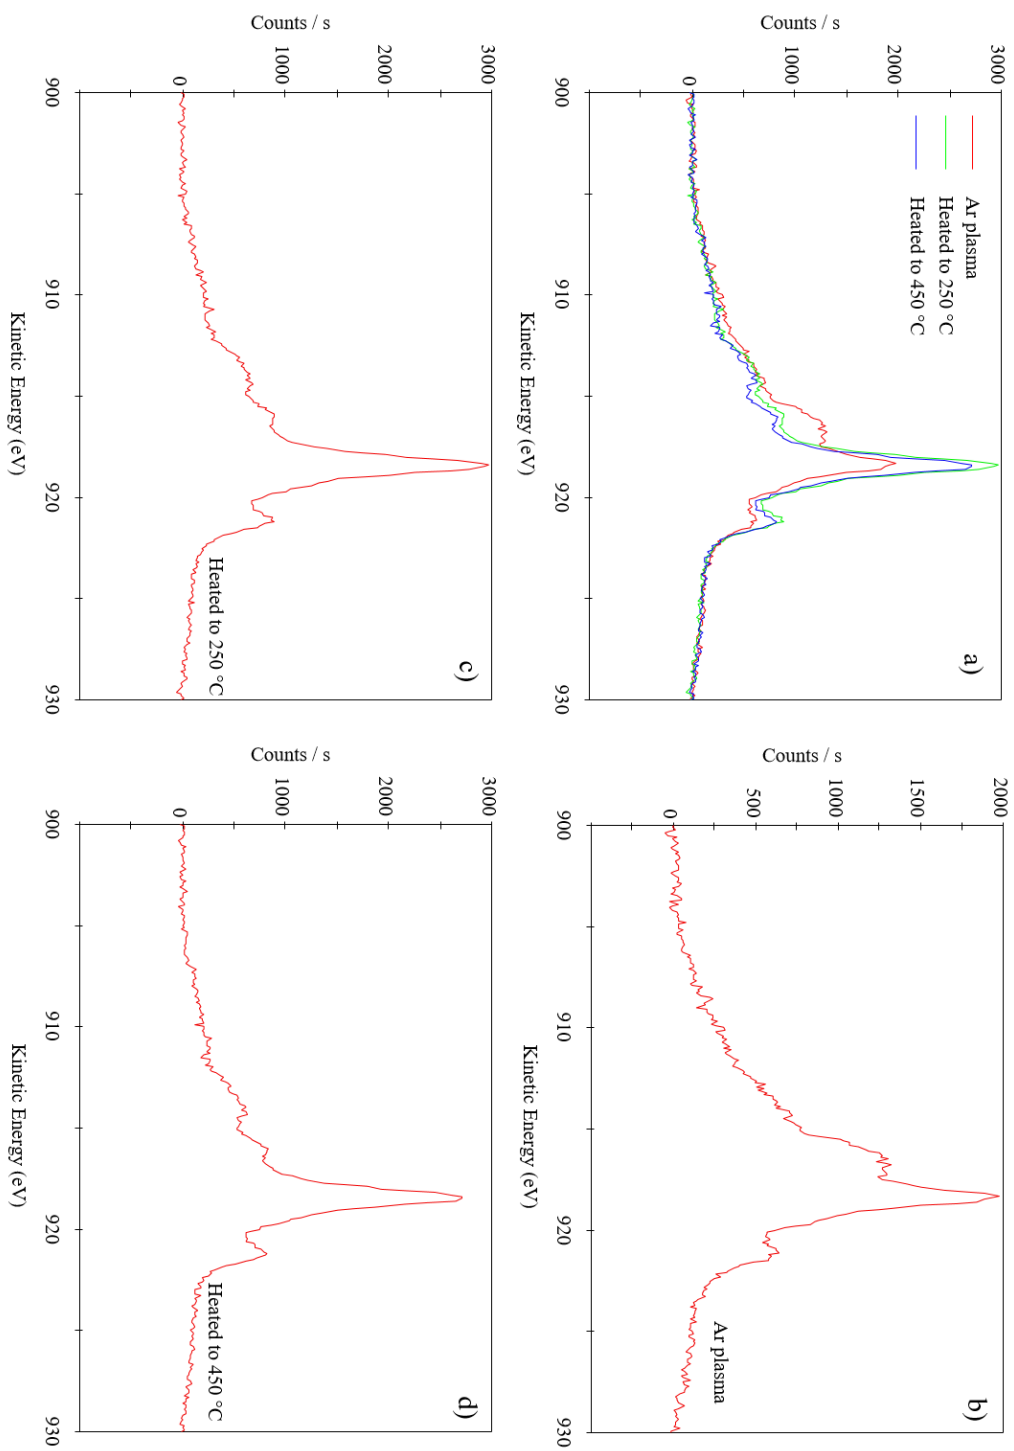 a)
Ar plasma
Heated to 250 °C
Heated to 450 °C
Counts / s
3000
2000
1000
0
900
910
920
930
Kinetic Energy (eV)
b)
Ar plasma
Counts / s
2000
1500
1000
500
0
900
910
920
930
Kinetic Energy (eV)
c)
Heated to 250 °C
Counts / s
3000
2000
1000
0
900
910
920
930
Kinetic Energy (eV)
d)
Heated to 450 °C
Counts / s
3000
2000
1000
0
900
910
920
930
Kinetic Energy (eV)